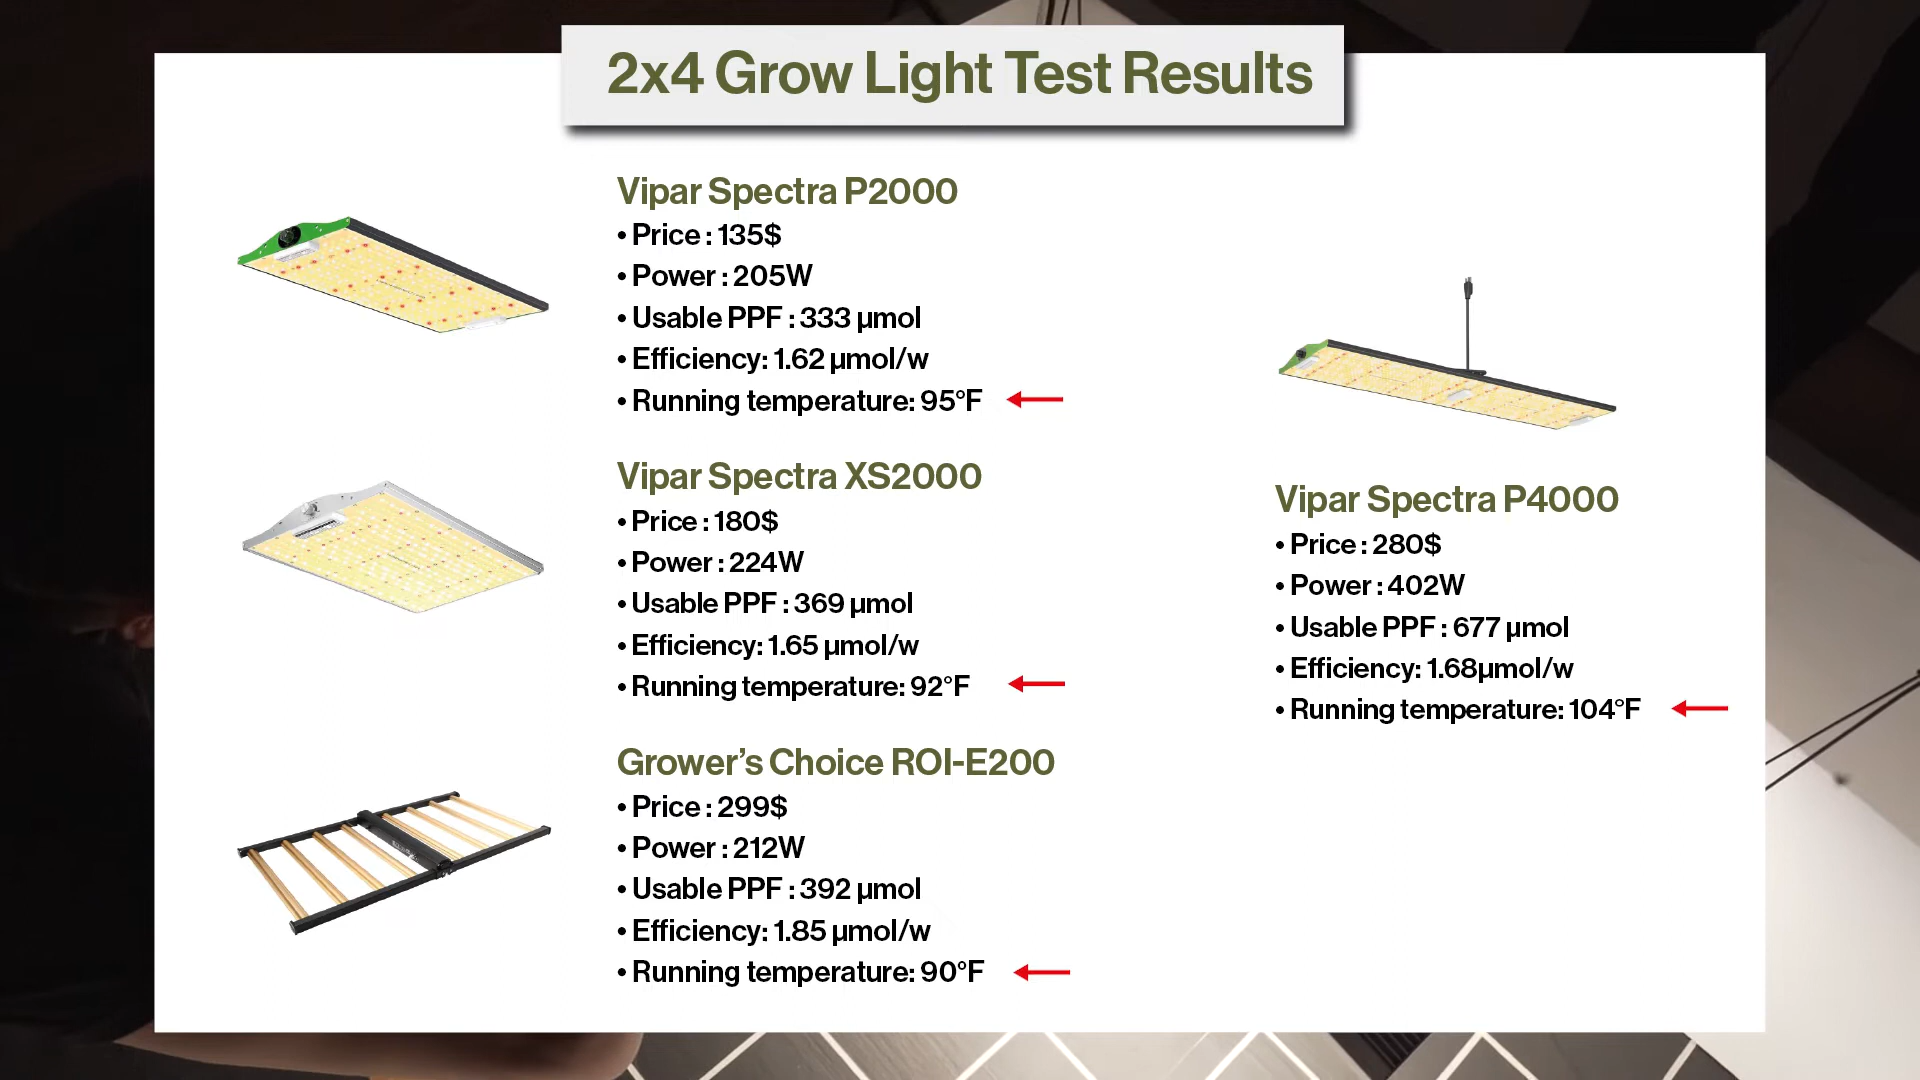 2x4 Grow Light Test Results
Vipar Spectra P2000
• Price : 135$
• Power : 205W
• Usable PPF : 333 µmol
• Efficiency: 1.62 µmol/w
• Running temperature: 95°F
Vipar Spectra XS2000
• Price : 180$
• Power : 224W
• Usable PPF : 369 µmol
• Efficiency: 1.65 µmol/w
• Running temperature: 92°F
Grower’s Choice ROI-E200
• Price : 299$
• Power : 212W
• Usable PPF : 392 µmol
• Efficiency: 1.85 µmol/w
• Running temperature: 90°F
Vipar Spectra P4000
• Price : 280$
• Power : 402W
• Usable PPF : 677 µmol
• Efficiency: 1.68µmol/w
• Running temperature: 104°F